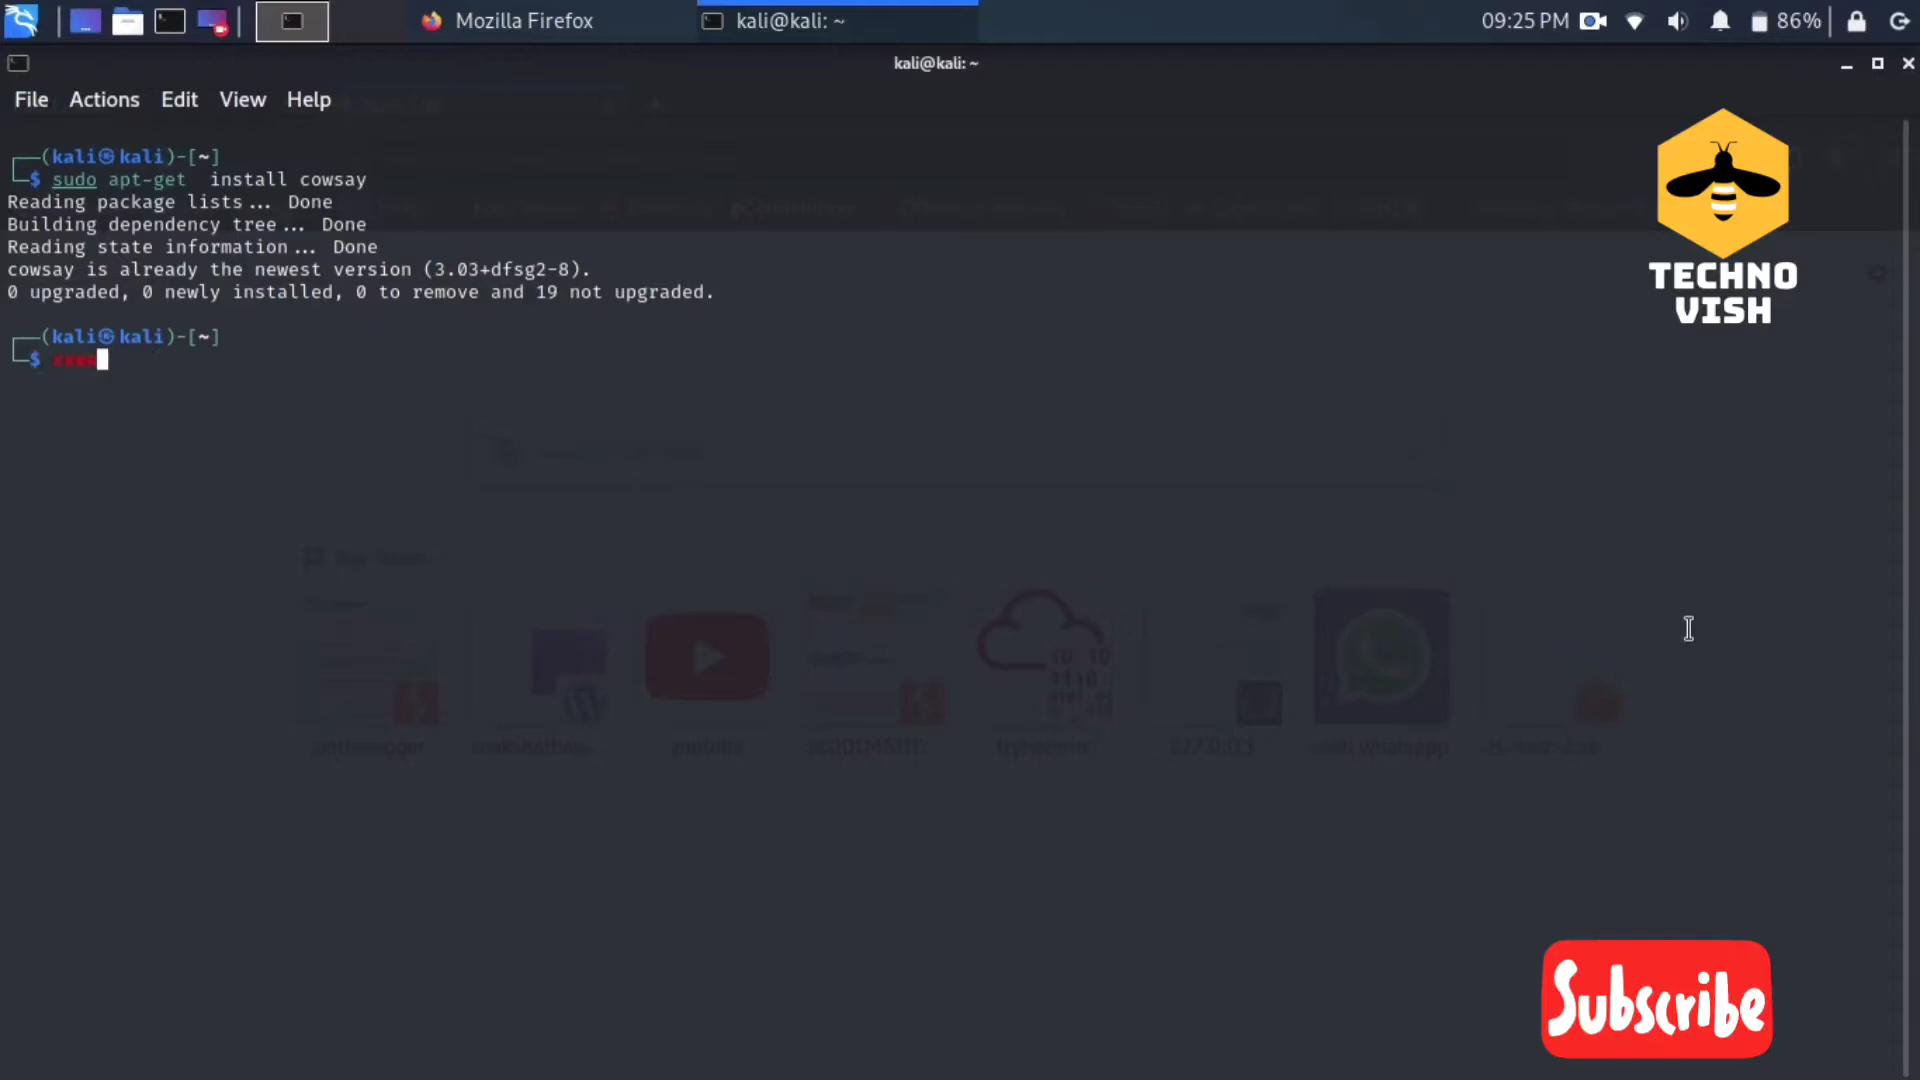 Mozilla Firefox
kali@kali: ~
09:25 PM
86%
kali@kali: ~
File Actions Edit View Help
┌──(kali㉿kali)-[~]
└─$ sudo apt-get  install cowsay
Reading package lists... Done
Building dependency tree... Done
Reading state information... Done
cowsay is already the newest version (3.03+dfsg2-8).
0 upgraded, 0 newly installed, 0 to remove and 19 not upgraded.
┌──(kali㉿kali)-[~]
└─$
TECHNO
VISH
youtube
web.whatsapp
Subscribe